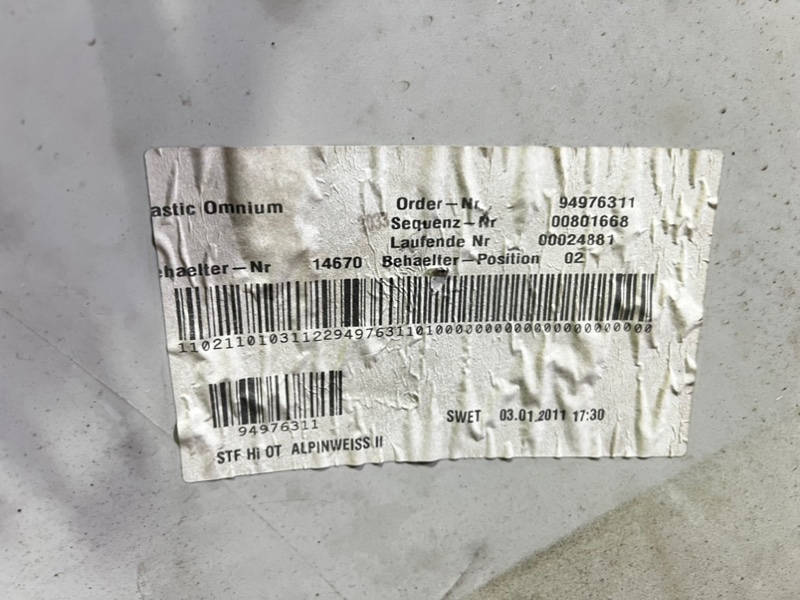 astic Omnium
Order-Nr 94976311
Sequenz-Nr 00801668
Laufende Nr 00024881
ehaelter-Nr 14670 Behaelter-Position 02
94976311
SWET 03.01.2011 17:30
STF Hi OT ALPINWEISS II